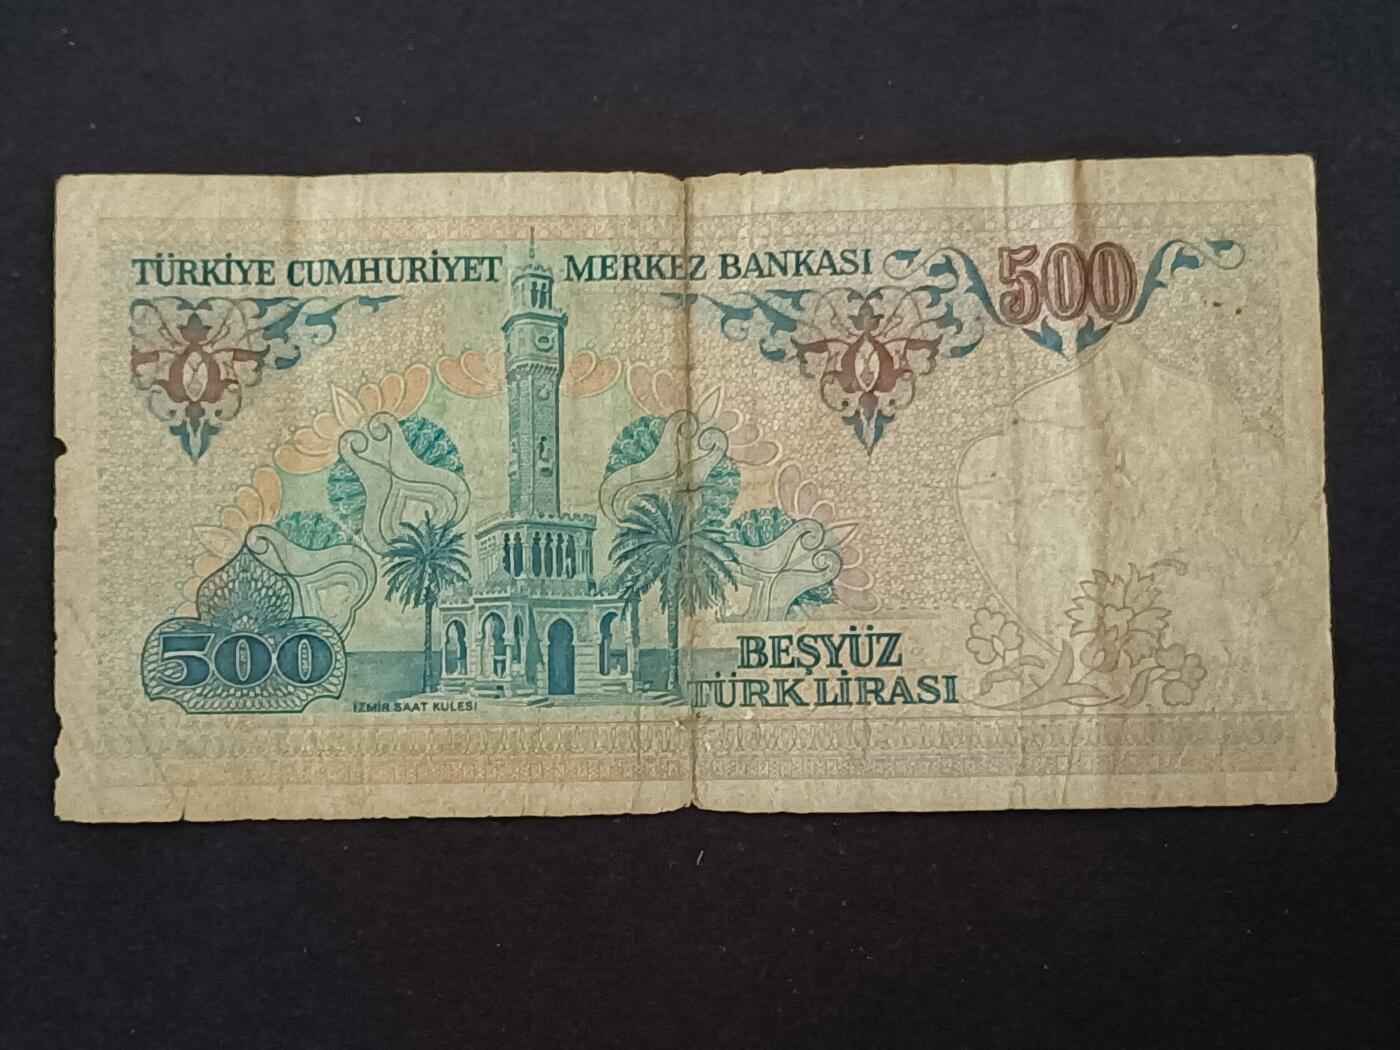 TÜRKİYE CUMHURİYET MERKEZ BANKASI
500
500
BEŞYÜZ
TÜRK LİRASI
İZMİR SAAT KULESİ